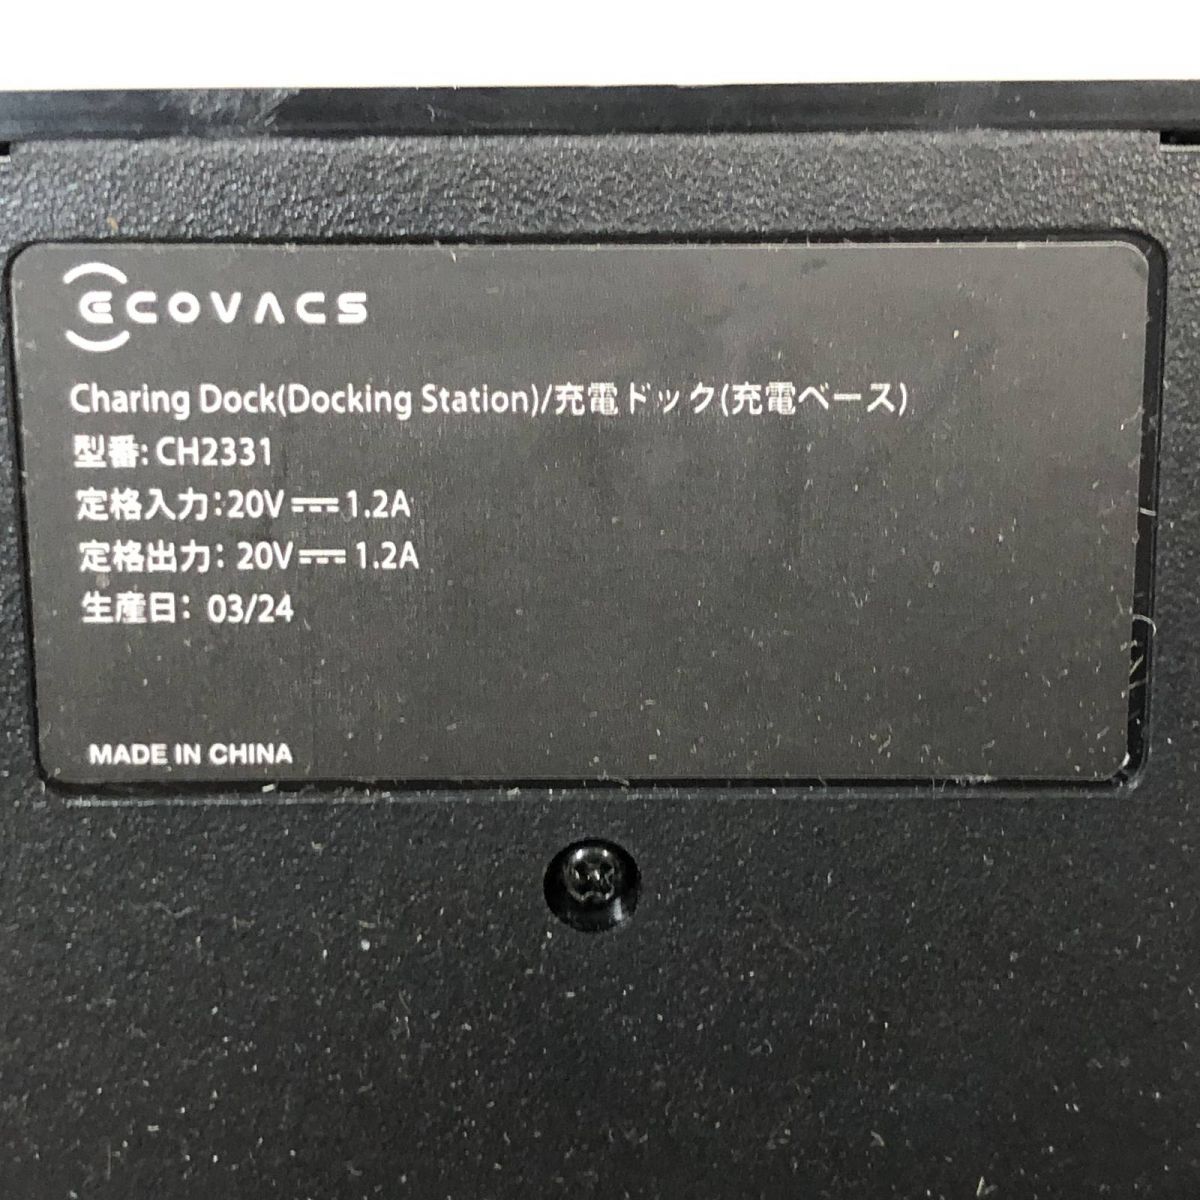 ECOVACS
Charing Dock(Docking Station)/充電ドック(充電ベース)
型番: CH2331
定格入力:20V⎓1.2A
定格出力: 20V⎓1.2A
生産日: 03/24
MADE IN CHINA